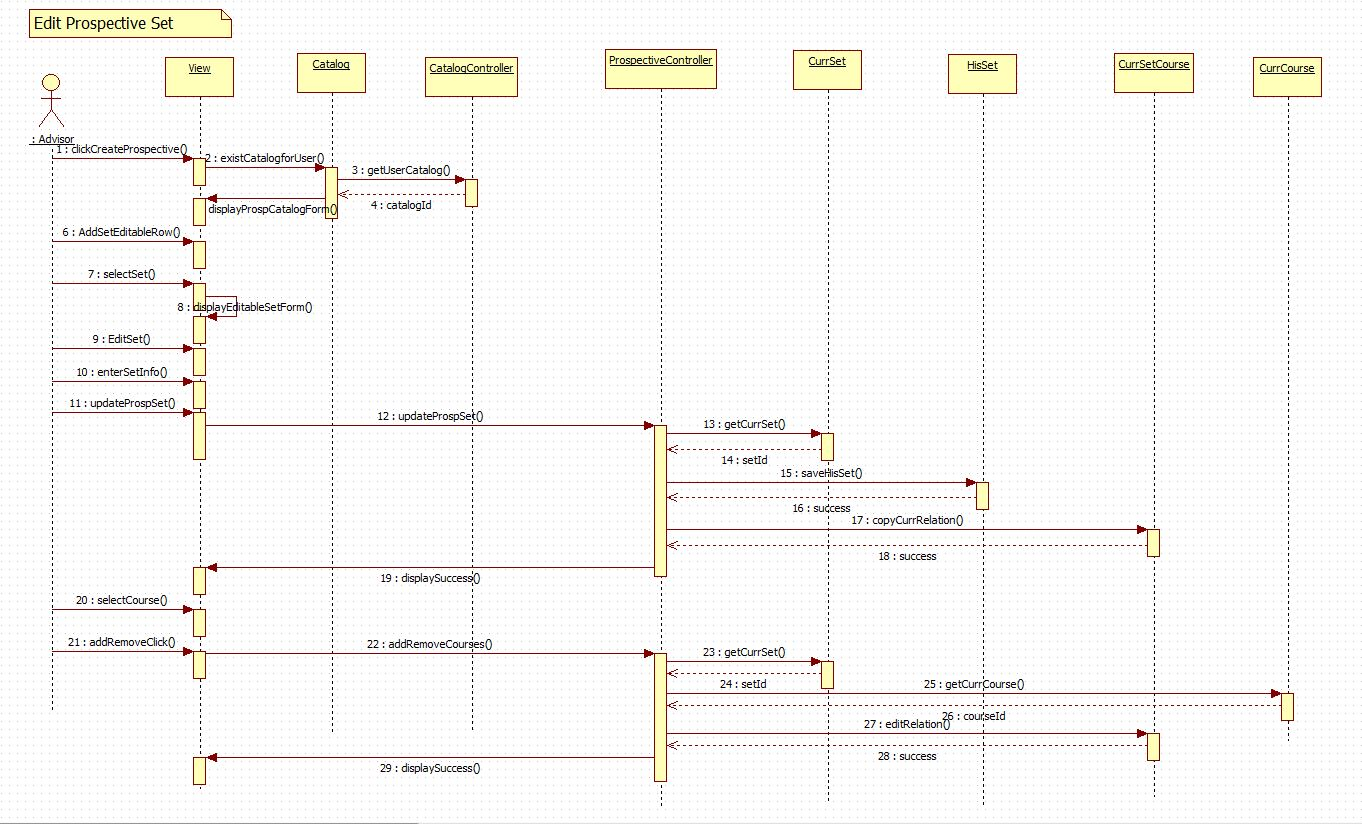 Edit Prospective Set
View
Catalog
CatalogController
ProspectiveController
CurrSet
HisSet
CurrSetCourse
CurrCourse
: Advisor
1 : clickCreateProspective()
2 : existCatalogforUser()
3 : getUserCatalog()
4 : catalogId
displayProspCatalogForm()
6 : AddSetEditableRow()
7 : selectSet()
8 : displayEditableSetForm()
9 : EditSet()
10 : enterSetInfo()
11 : updateProspSet()
12 : updateProspSet()
13 : getCurrSet()
14 : setId
15 : saveHisSet()
16 : success
17 : copyCurrRelation()
18 : success
19 : displaySuccess()
20 : selectCourse()
21 : addRemoveClick()
22 : addRemoveCourses()
23 : getCurrSet()
24 : setId
25 : getCurrCourse()
26 : courseId
27 : editRelation()
28 : success
29 : displaySuccess()